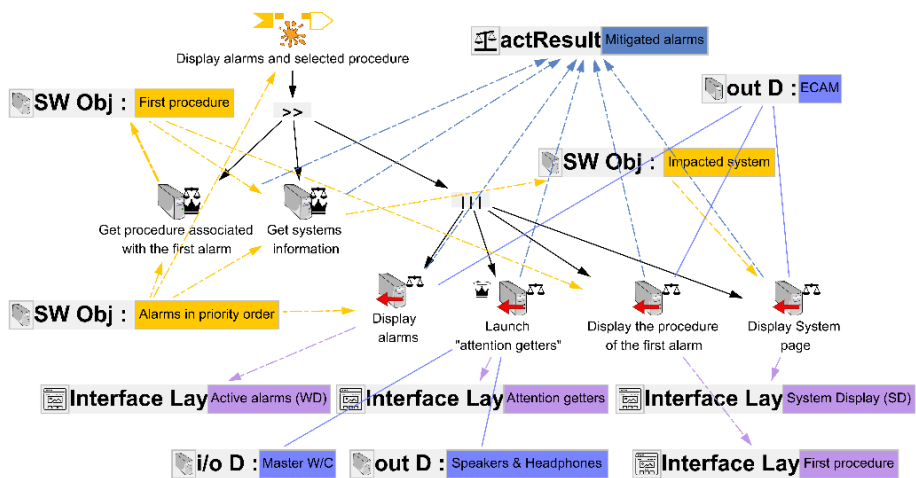 Display alarms and selected procedure
actResult Mitigated alarms
SW Obj : First procedure
out D : ECAM
>>
SW Obj : Impacted system
|||
Get procedure associated
with the first alarm
Get systems
information
SW Obj : Alarms in priority order
Display
alarms
Launch
"attention getters"
Display the procedure
of the first alarm
Display System
page
Interface Lay Active alarms (WD)
Interface Lay Attention getters
Interface Lay System Display (SD)
i/o D : Master W/C
out D : Speakers & Headphones
Interface Lay First procedure